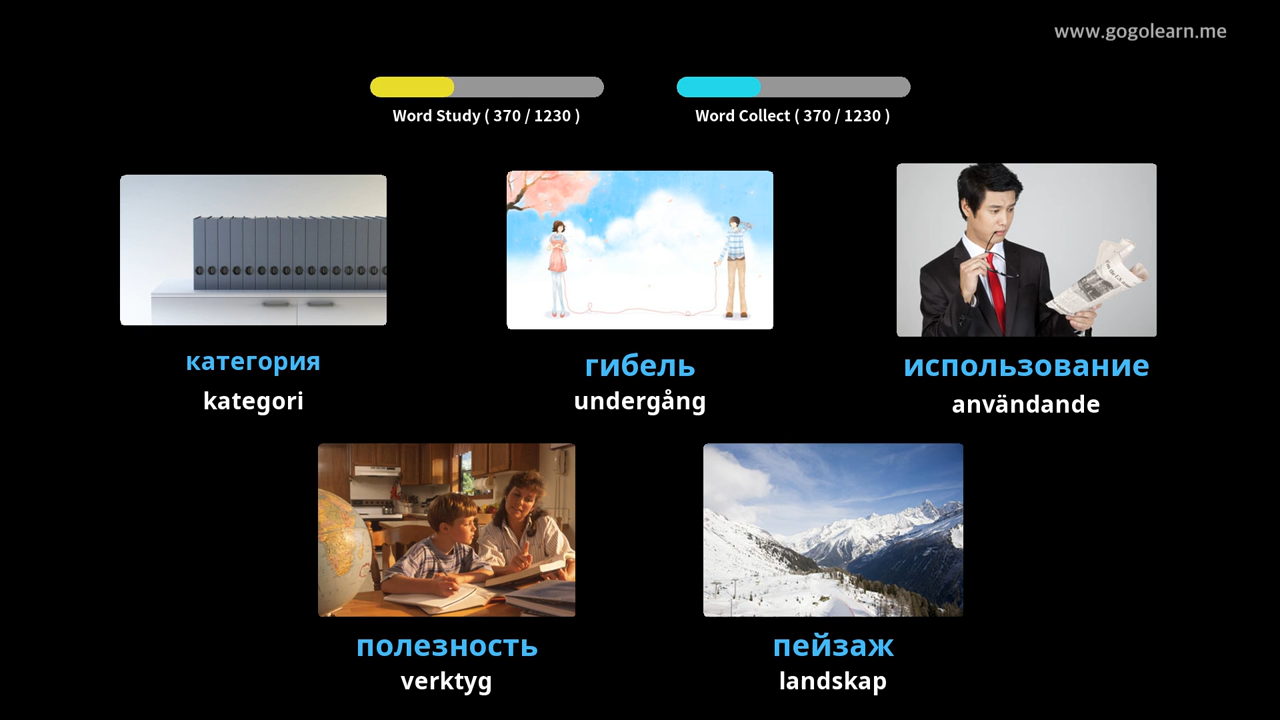 www.gogolearn.me
Word Study ( 370 / 1230 )
Word Collect ( 370 / 1230 )
категория
kategori
гибель
undergång
использование
användande
полезность
verktyg
пейзаж
landskap